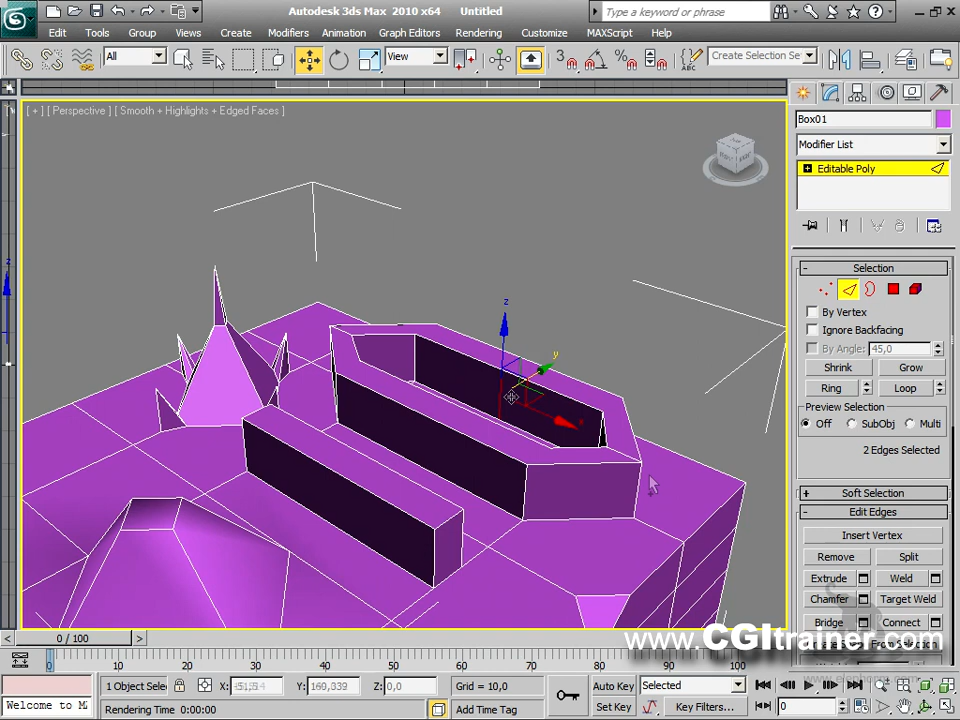 Autodesk 3ds Max 2010 x64 Untitled
Type a keyword or phrase
Edit Tools Group Views Create Modifiers Animation Graph Editors Rendering Customize MAXScript Help
All
View
3
ABC
Create Selection Se
[ + ] [ Perspective ] [ Smooth + Highlights + Edged Faces ]
Box01
Modifier List
Editable Poly
Selection
By Vertex
Ignore Backfacing
By Angle: 45,0
Shrink Grow
Ring Loop
Preview Selection
Off SubObj Multi
2 Edges Selected
Soft Selection
Edit Edges
Insert Vertex
Remove Split
Extrude Weld
Chamfer Target Weld
Bridge Connect
z
y
z
www.CGItrainer.com
0 / 100
0 10 20 30 40 50 60 70 80 90 100
1 Object Selec X: Y: 169,339 Z: 0,0 Grid = 10,0
Auto Key Selected
Welcome to M
Rendering Time 0:00:00 Add Time Tag
Set Key Key Filters... 0